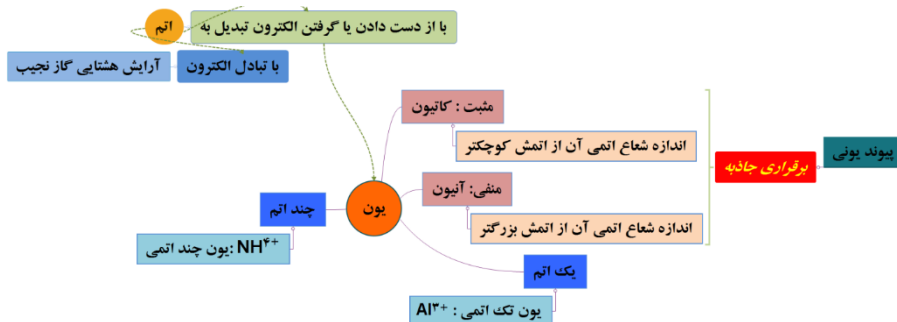 اتم
با از دست دادن یا گرفتن الکترون تبدیل به
با تبادل الکترون
آرایش هشتایی گاز نجیب
یون
مثبت : کاتیون
اندازه شعاع اتمی آن از اتمش کوچکتر
منفی: آنیون
اندازه شعاع اتمی آن از اتمش بزرگتر
برقراری جاذبه
پیوند یونی
چند اتم
NH⁴⁺ :یون چند اتمی
یک اتم
یون تک اتمی : Al³⁺